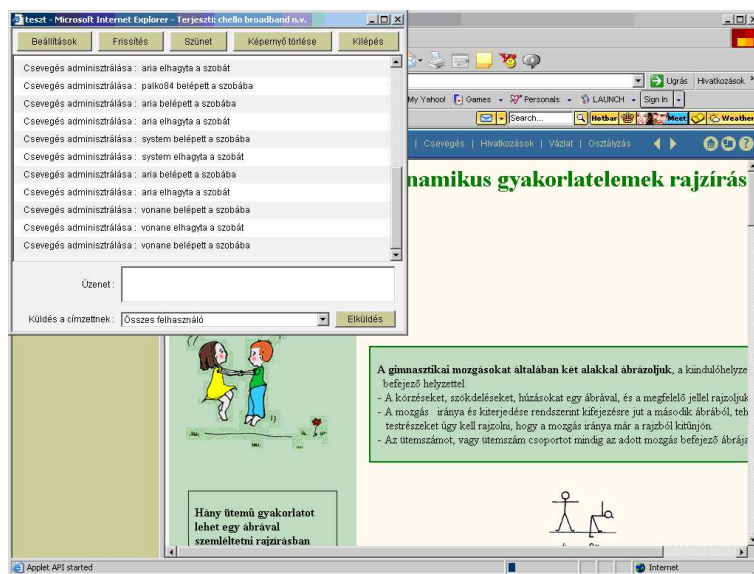 teszt - Microsoft Internet Explorer - Terjeszti: chello broadband n.v.
Beállítások Frissítés Szünet Képernyő törlése Kilépés
Csevegés adminisztrálása : aria elhagyta a szobát
Csevegés adminisztrálása : palko84 belépett a szobába
Csevegés adminisztrálása : aria belépett a szobába
Csevegés adminisztrálása : aria elhagyta a szobát
Csevegés adminisztrálása : system belépett a szobába
Csevegés adminisztrálása : system elhagyta a szobát
Csevegés adminisztrálása : aria belépett a szobába
Csevegés adminisztrálása : aria elhagyta a szobát
Csevegés adminisztrálása : vonane belépett a szobába
Csevegés adminisztrálása : vonane elhagyta a szobát
Csevegés adminisztrálása : vonane belépett a szobába
Üzenet :
Küldés a címzettnek : Összes felhasználó Elküldés
Ugrás Hivatkozások
My Yahoo! Games Personals LAUNCH Sign In
Search... Hotbar Meet Weather
| Csevegés | Hivatkozások | Vázlat | Osztályzás
namikus gyakorlatelemek rajzírás
A gimnasztikai mozgásokat általában két alakkal ábrázoljuk, a kiindulóhelyze
befejező helyzettel.
- A körzéseket, szökdeléseket, húzásokat egy ábrával, és a megfelelő jellel rajzoljuk
- A mozgás iránya és kiterjedése rendszerint kifejezésre jut a második ábrából, teh
testrészeket úgy kell rajzolni, hogy a mozgás iránya már a rajzból kitűnjön.
- Az ütemszámot, vagy ütemszám csoportot mindig az adott mozgás befejező ábrája
Hány ütemű gyakorlatot
lehet egy ábrával
szemléltetni rajzírásban
Applet API started Internet